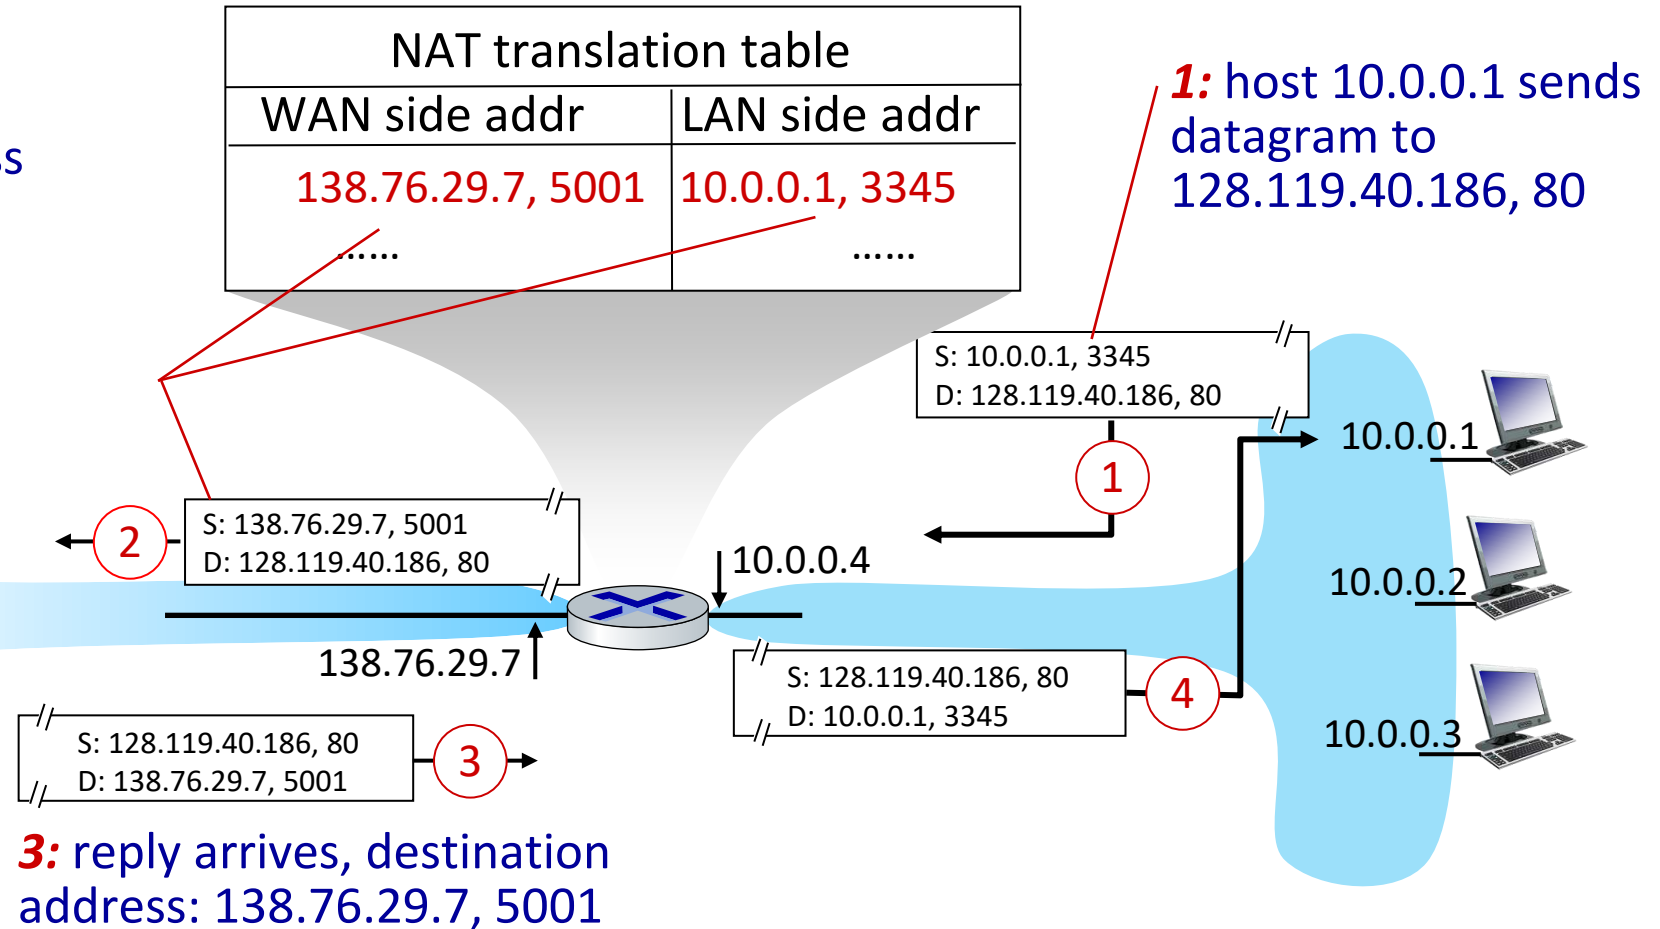 NAT translation table
WAN side addr LAN side addr
138.76.29.7, 5001 10.0.0.1, 3345
…… ……
1: host 10.0.0.1 sends
datagram to
128.119.40.186, 80
S: 10.0.0.1, 3345
D: 128.119.40.186, 80
1
10.0.0.1
2
S: 138.76.29.7, 5001
D: 128.119.40.186, 80
10.0.0.4
10.0.0.2
138.76.29.7
S: 128.119.40.186, 80
D: 10.0.0.1, 3345
4
10.0.0.3
S: 128.119.40.186, 80
D: 138.76.29.7, 5001
3
3: reply arrives, destination
address: 138.76.29.7, 5001